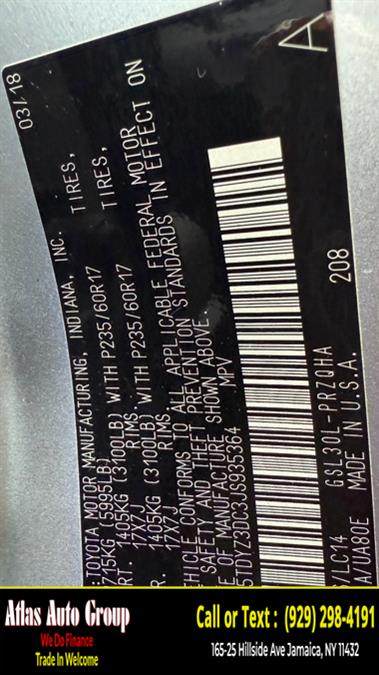 03/18
:TOYOTA MOTOR MANUFACTURING, INDIANA, INC.
2715KG (5995LB)
RT. 1405KG (3100LB) WITH P235/60R17 TIRES,
17X7J RIMS,
R. 1405KG (3100LB) WITH P235/60R17 TIRES,
17X7J RIMS,
HICLE CONFORMS TO ALL APPLICABLE FEDERAL MOTOR
SAFETY AND THEFT PREVENTION STANDARDS IN EFFECT ON
E OF MANUFACTURE SHOWN ABOVE.
5TDYZ3DC3JS935364 MPV
A
208
/LC14 GSL30L-PRZQHA
/UA80E MADE IN U.S.A.
Atlas Auto Group
We Do Finance
Trade In Welcome
Call or Text : (929) 298-4191
165-25 Hillside Ave Jamaica, NY 11432